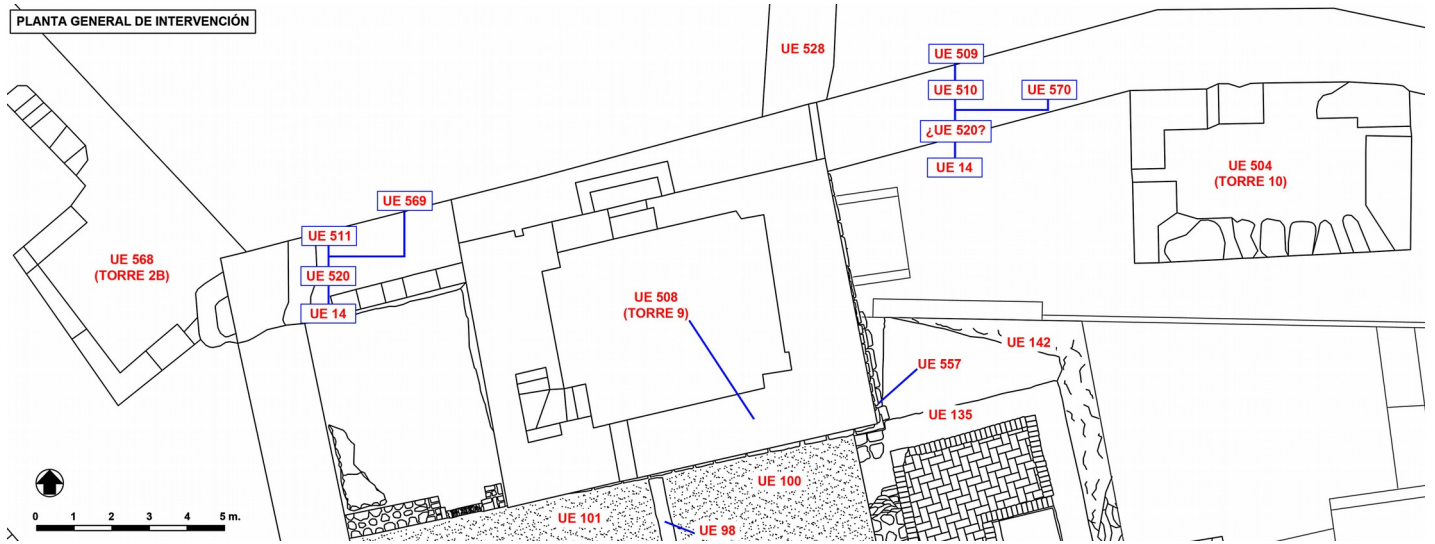 PLANTA GENERAL DE INTERVENCIÓN
UE 528
UE 509
UE 510
UE 570
¿UE 520?
UE 14
UE 504
(TORRE 10)
UE 569
UE 511
UE 520
UE 14
UE 568
(TORRE 2B)
UE 508
(TORRE 9)
UE 142
UE 557
UE 135
UE 100
UE 101
UE 98
0 1 2 3 4 5 m.